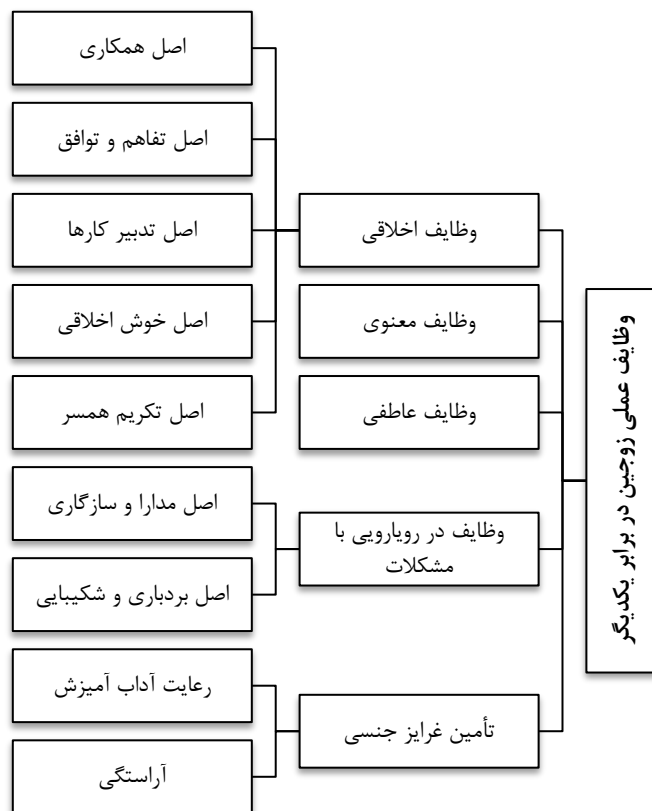 وظایف عملی زوجین در برابر یکدیگر
وظایف اخلاقی
اصل همکاری
اصل تفاهم و توافق
اصل تدبیر کارها
اصل خوش اخلاقی
اصل تکریم همسر
وظایف معنوی
وظایف عاطفی
وظایف در رویارویی با
مشکلات
اصل مدارا و سازگاری
اصل بردباری و شکیبایی
تأمین غرایز جنسی
رعایت آداب آمیزش
آراستگی